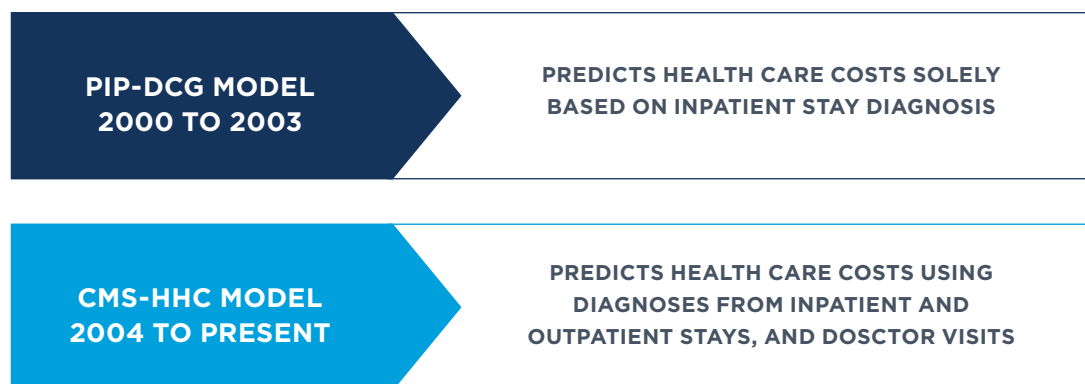 PIP-DCG MODEL
2000 TO 2003
PREDICTS HEALTH CARE COSTS SOLELY
BASED ON INPATIENT STAY DIAGNOSIS
CMS-HHC MODEL
2004 TO PRESENT
PREDICTS HEALTH CARE COSTS USING
DIAGNOSES FROM INPATIENT AND
OUTPATIENT STAYS, AND DOSCTOR VISITS